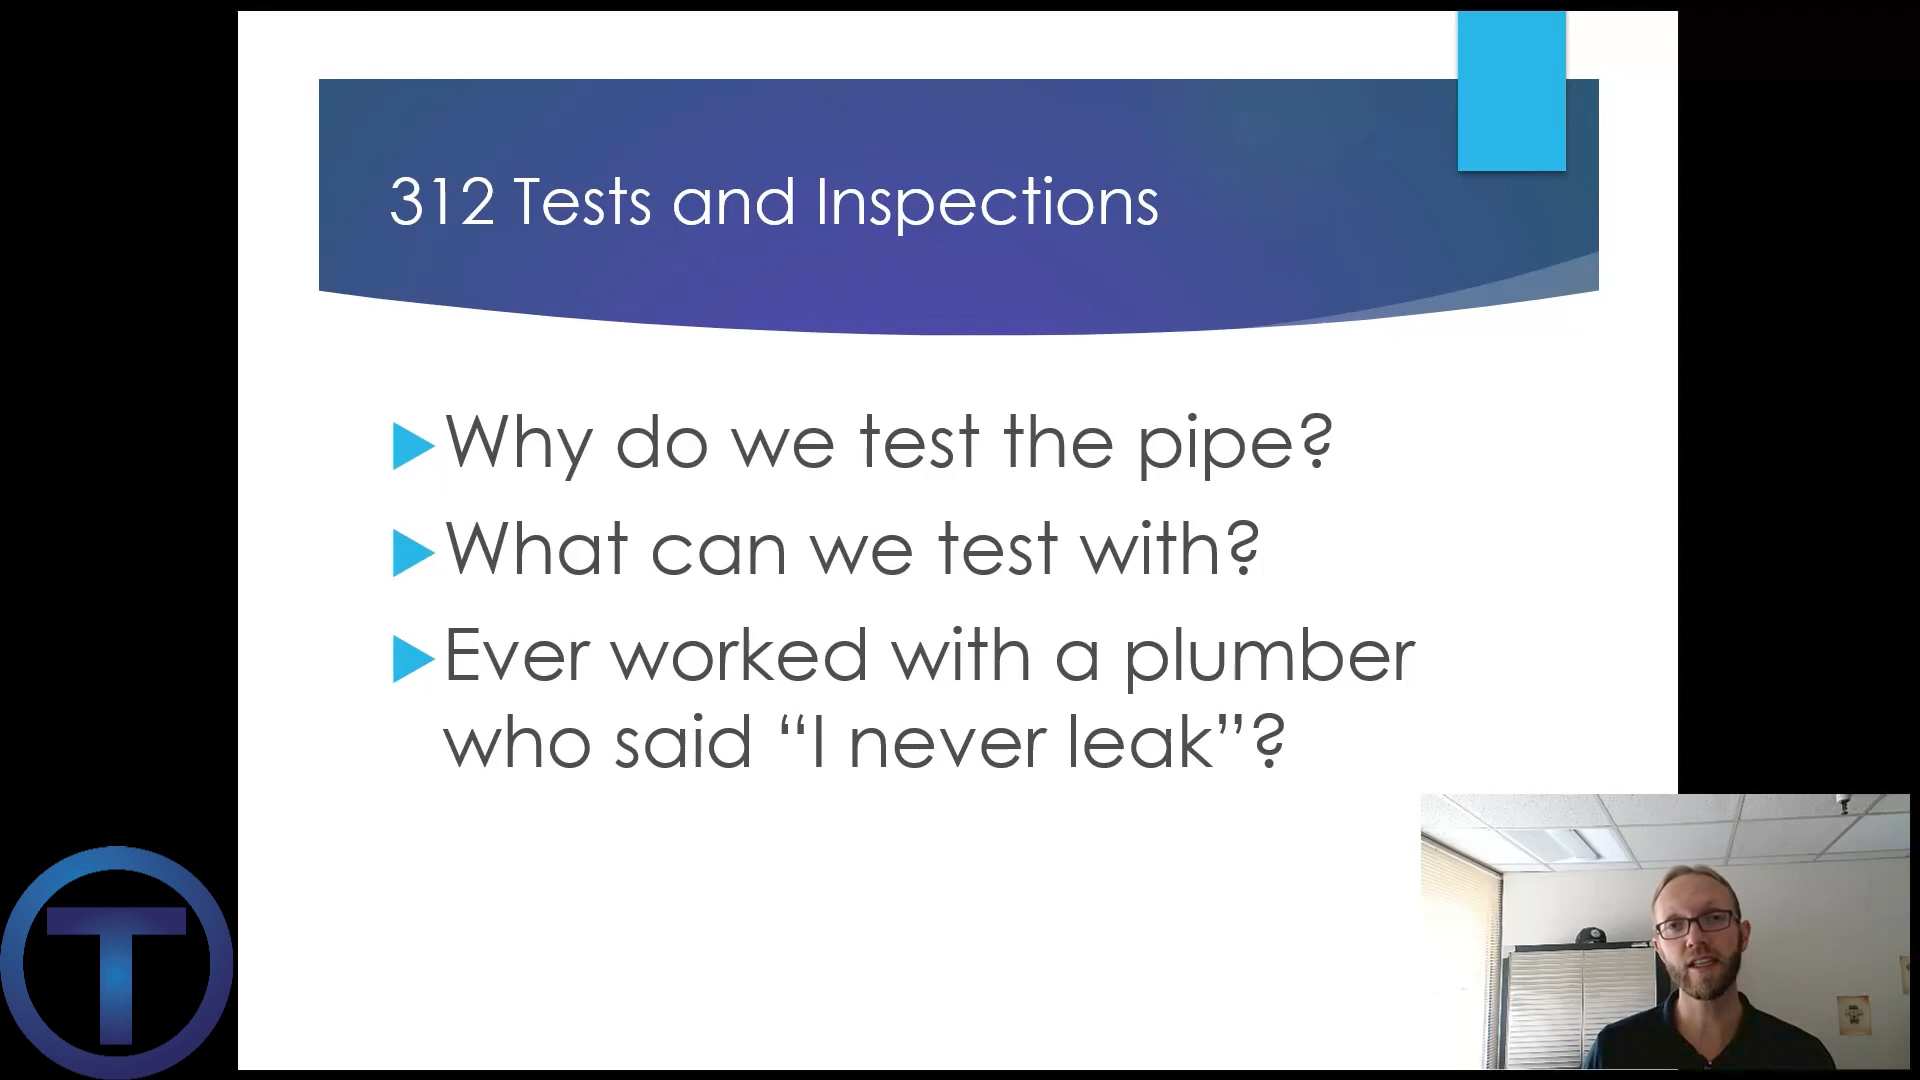 312 Tests and Inspections
Why do we test the pipe?
What can we test with?
Ever worked with a plumber
who said “I never leak”?
T